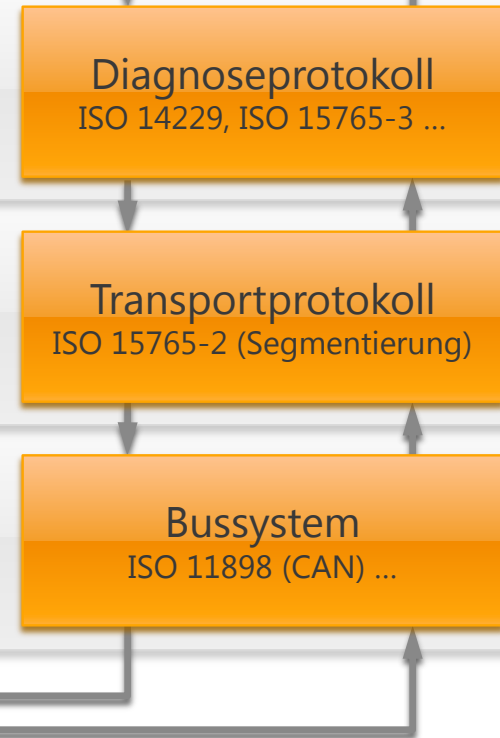 Diagnoseprotokoll
ISO 14229, ISO 15765-3 ...
Transportprotokoll
ISO 15765-2 (Segmentierung)
Bussystem
ISO 11898 (CAN) ...